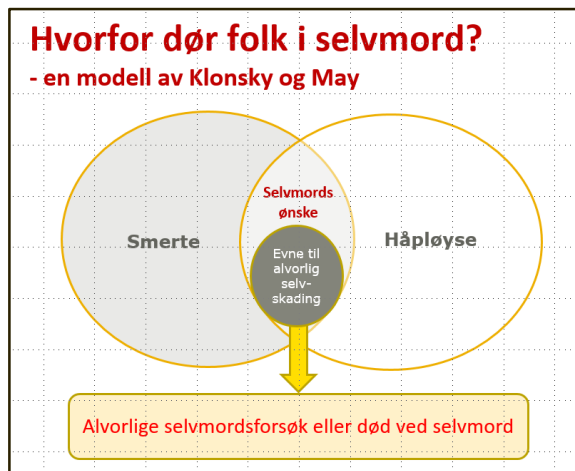 Hvorfor dør folk i selvmord?
- en modell av Klonsky og May
Selvmords
ønske
Smerte
Håpløyse
Evne til
alvorlig
selv-
skading
Alvorlige selvmordsforsøk eller død ved selvmord